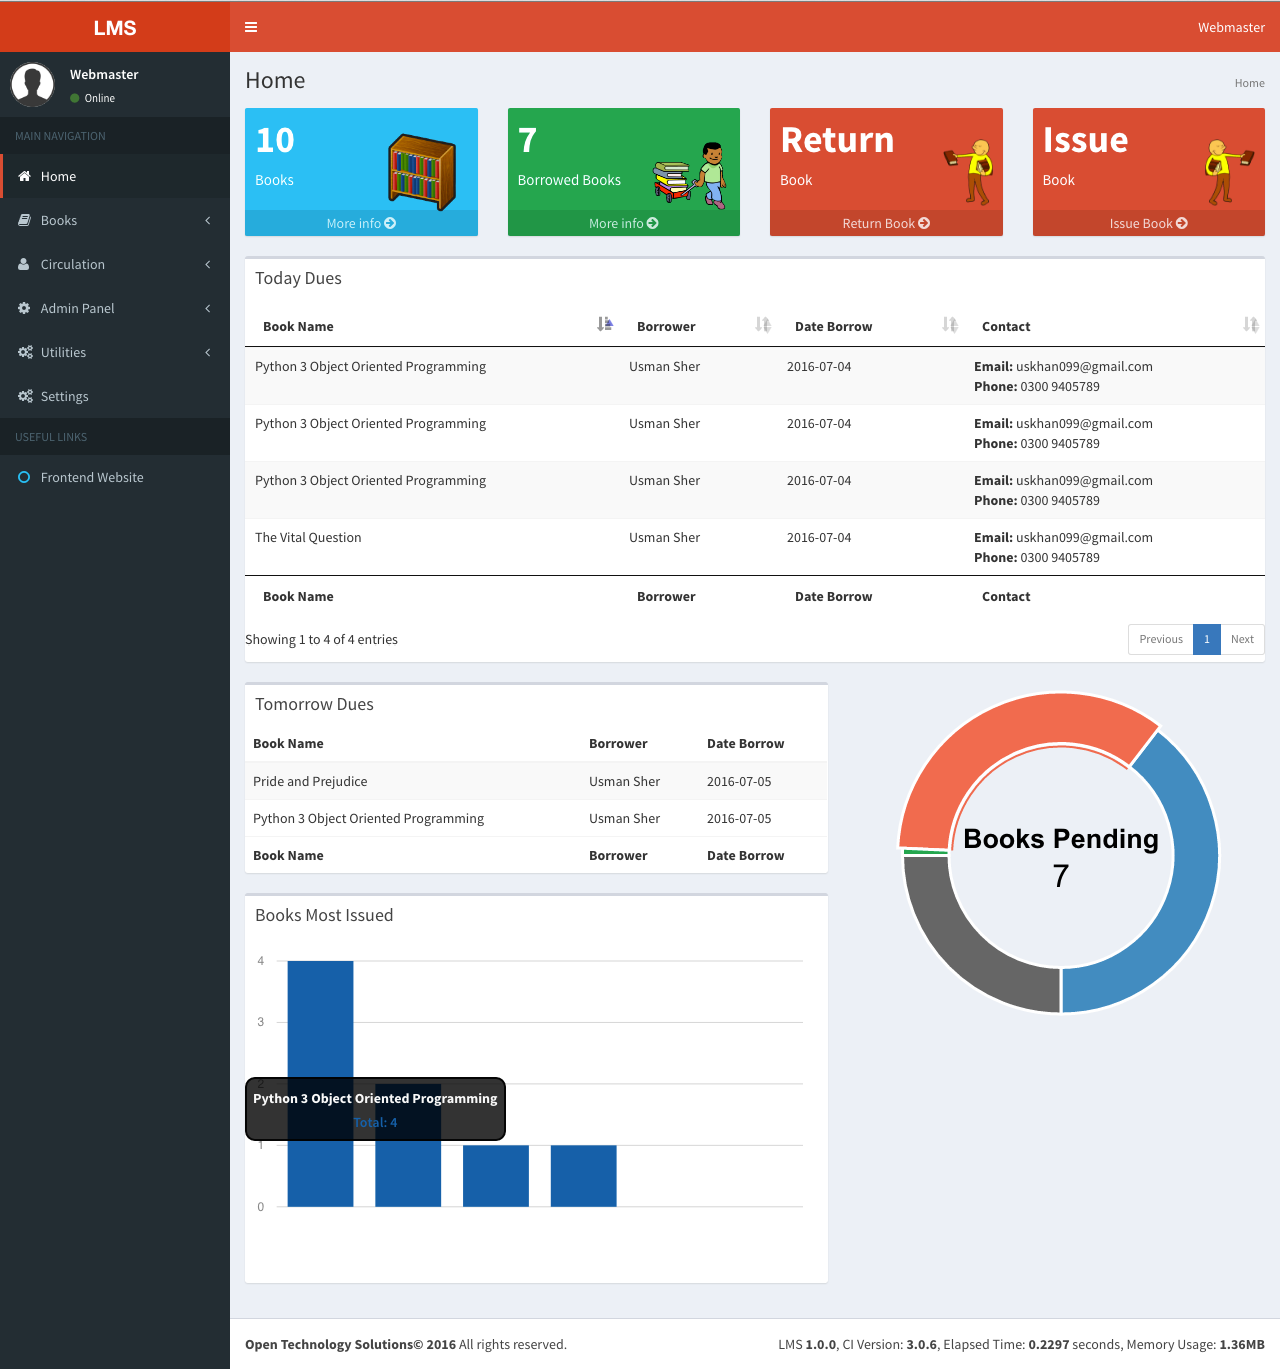 LMS
Webmaster
Webmaster
Online
MAIN NAVIGATION
Home
Books
Circulation
Admin Panel
Utilities
Settings
USEFUL LINKS
Frontend Website
Home
Home
10
Books
More info
7
Borrowed Books
More info
Return
Book
Return Book
Issue
Book
Issue Book
Today Dues
Book Name Borrower Date Borrow Contact
Python 3 Object Oriented Programming Usman Sher 2016-07-04 Email: uskhan099@gmail.com
Phone: 0300 9405789
Python 3 Object Oriented Programming Usman Sher 2016-07-04 Email: uskhan099@gmail.com
Phone: 0300 9405789
Python 3 Object Oriented Programming Usman Sher 2016-07-04 Email: uskhan099@gmail.com
Phone: 0300 9405789
The Vital Question Usman Sher 2016-07-04 Email: uskhan099@gmail.com
Phone: 0300 9405789
Book Name Borrower Date Borrow Contact
Showing 1 to 4 of 4 entries
Previous 1 Next
Tomorrow Dues
Book Name Borrower Date Borrow
Pride and Prejudice Usman Sher 2016-07-05
Python 3 Object Oriented Programming Usman Sher 2016-07-05
Book Name Borrower Date Borrow
Books Pending
7
Books Most Issued
4
3
2
Python 3 Object Oriented Programming
Total: 4
1
0
Open Technology Solutions© 2016 All rights reserved.
LMS 1.0.0, CI Version: 3.0.6, Elapsed Time: 0.2297 seconds, Memory Usage: 1.36MB